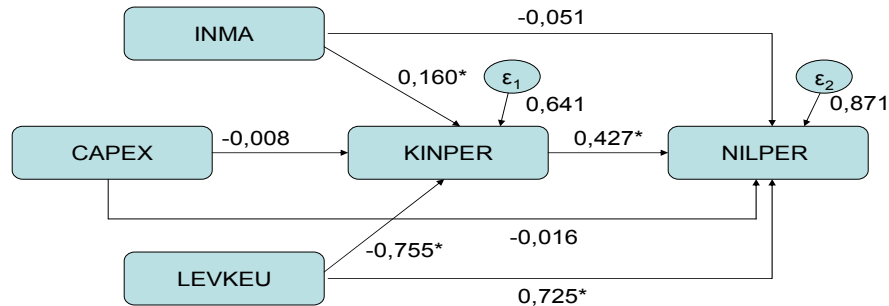 -0,051
INMA
0,160*
ε1
0,641
ε2
0,871
CAPEX
-0,008
KINPER
0,427*
NILPER
-0,016
-0,755*
LEVKEU
0,725*